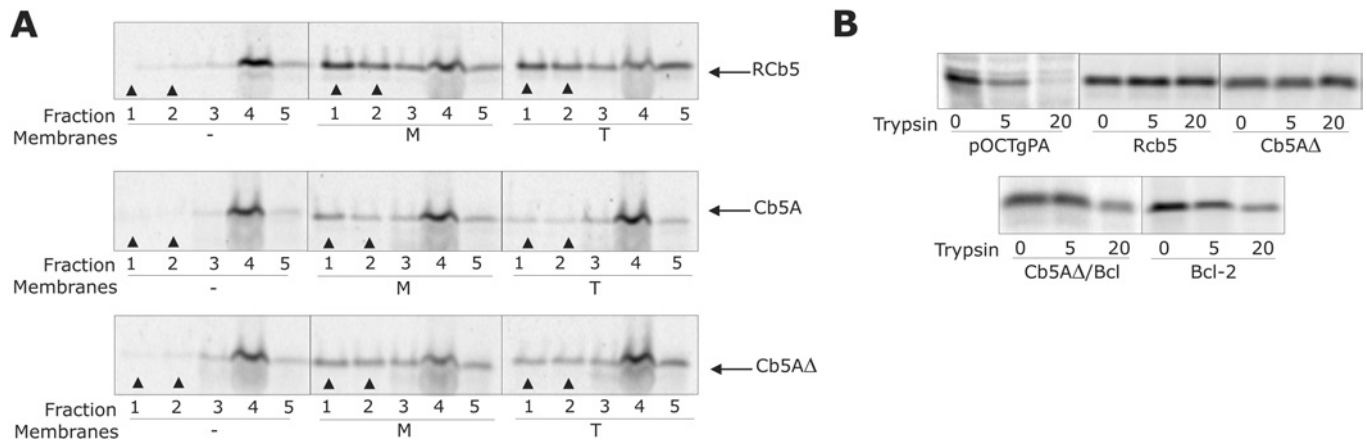 A
RCb5
Fraction 1 2 3 4 5 1 2 3 4 5 1 2 3 4 5
Membranes - M T
Cb5A
Fraction 1 2 3 4 5 1 2 3 4 5 1 2 3 4 5
Membranes - M T
Cb5AΔ
Fraction 1 2 3 4 5 1 2 3 4 5 1 2 3 4 5
Membranes - M T
B
Trypsin 0 5 20 0 5 20 0 5 20
pOCTgPA Rcb5 Cb5AΔ
Trypsin 0 5 20 0 5 20
Cb5AΔ/Bcl Bcl-2